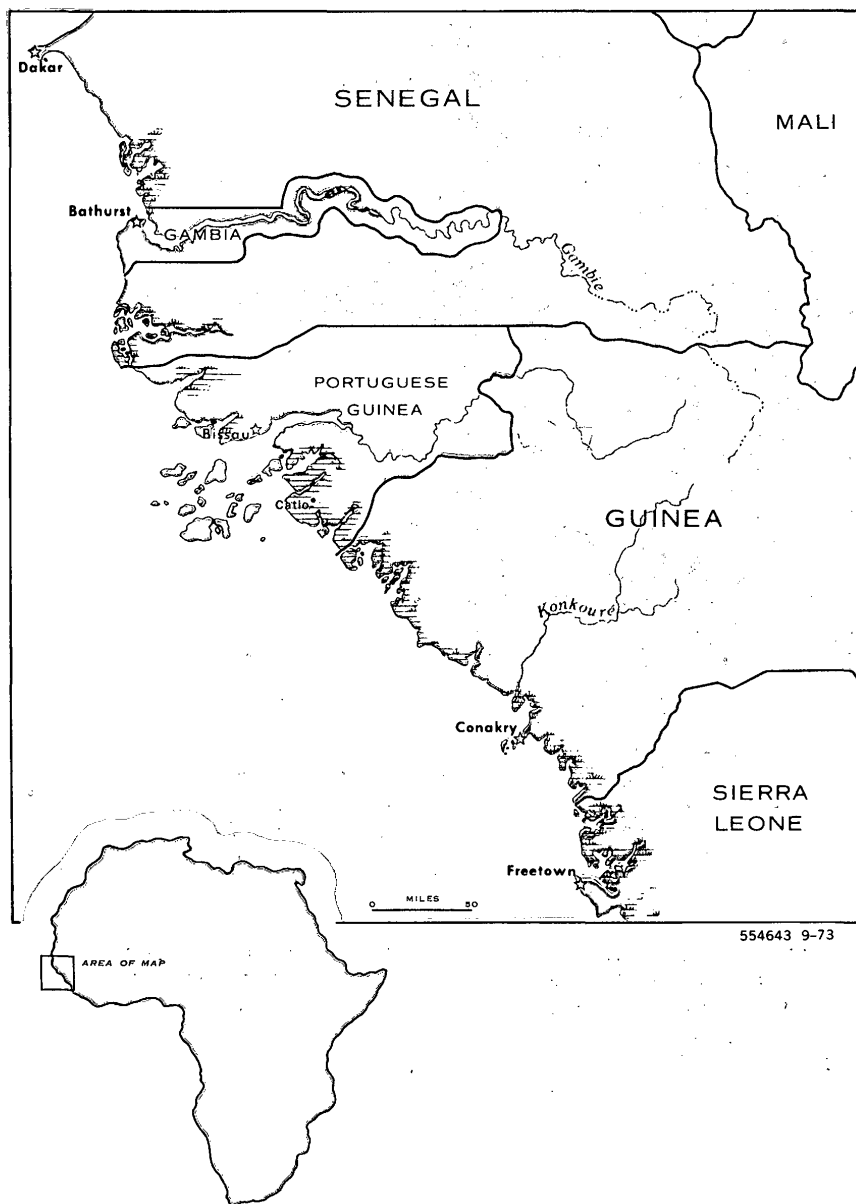 Dakar
SENEGAL
MALI
Bathurst
GAMBIA
Gambie
PORTUGUESE
GUINEA
Bissau
Catio
GUINEA
Konkouré
Conakry
SIERRA
LEONE
Freetown
0 MILES 50
554643 9-73
AREA OF MAP